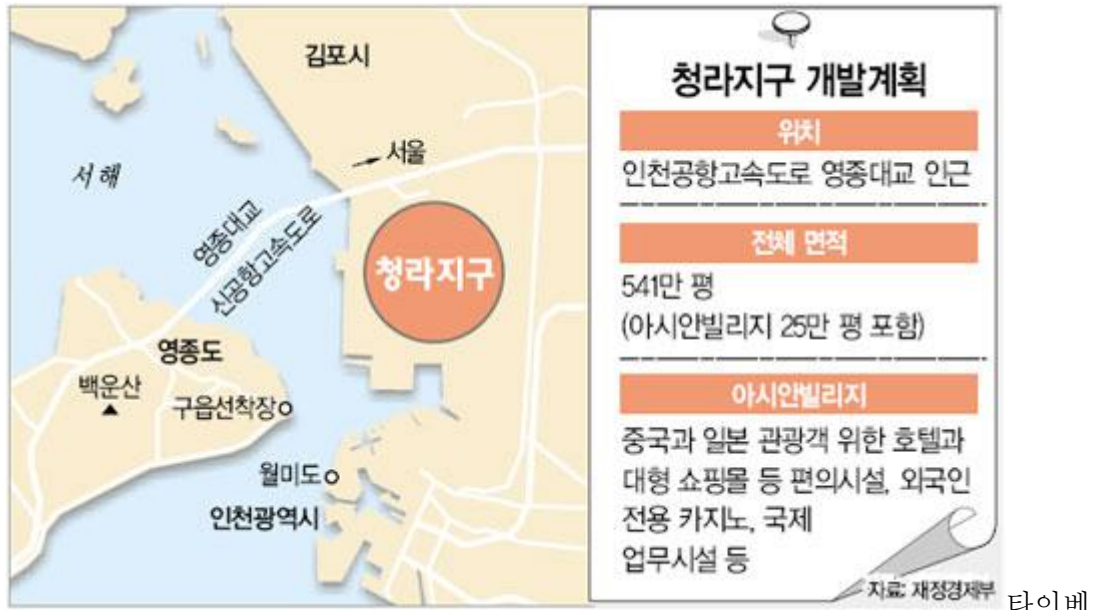 김포시
서울
서해
영종대교
신공항고속도로
청라지구
영종도
백운산
구읍선착장
월미도
인천광역시
청라지구 개발계획
위치
인천공항고속도로 영종대교 인근
전체 면적
541만 평
(아시안빌리지 25만 평 포함)
아시안빌리지
중국과 일본 관광객 위한 호텔과
대형 쇼핑몰 등 편의시설, 외국인
전용 카지노, 국제
업무시설 등
자료: 재정경제부
타이베